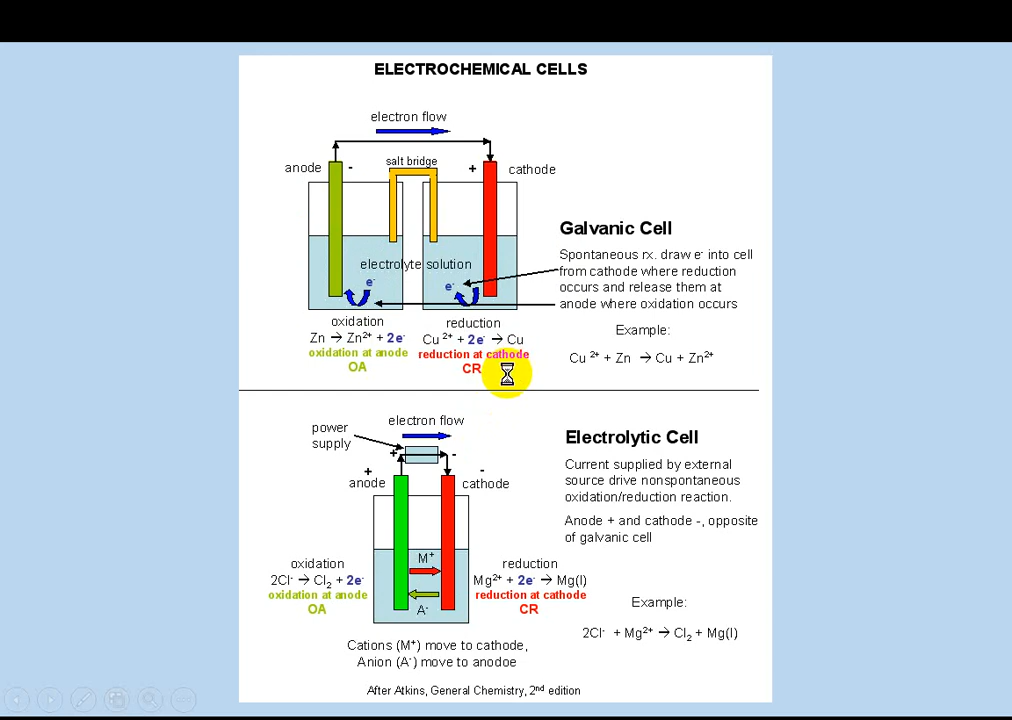 ELECTROCHEMICAL CELLS
electron flow
anode - salt bridge + cathode
electrolyte solution
e-
e-
oxidation
Zn → Zn2+ + 2e-
oxidation at anode
OA
reduction
Cu 2+ + 2e- → Cu
reduction at cathode
CR
Galvanic Cell
Spontaneous rx. draw e- into cell
from cathode where reduction
occurs and release them at
anode where oxidation occurs
Example:
Cu 2+ + Zn → Cu + Zn2+
electron flow
power
supply
+ -
+ -
anode cathode
M+
A-
oxidation
2Cl- → Cl2 + 2e-
oxidation at anode
OA
reduction
Mg2+ + 2e- → Mg(l)
reduction at cathode
CR
Cations (M+) move to cathode,
Anion (A-) move to anodoe
Electrolytic Cell
Current supplied by external
source drive nonspontaneous
oxidation/reduction reaction.
Anode + and cathode -, opposite
of galvanic cell
Example:
2Cl- + Mg2+ → Cl2 + Mg(l)
After Atkins, General Chemistry, 2nd edition